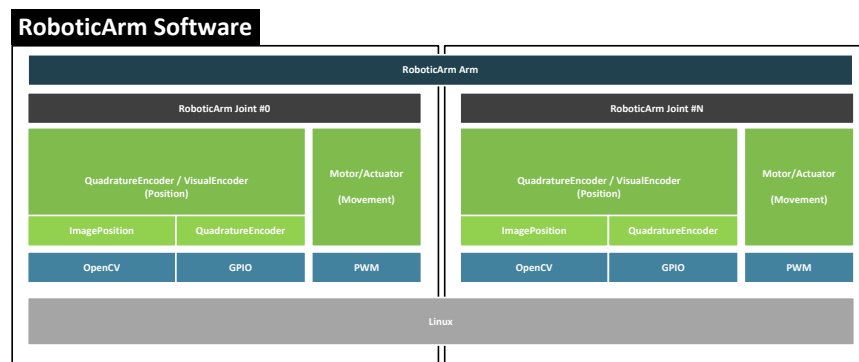 RoboticArm Software
RoboticArm Arm
RoboticArm Joint #0
RoboticArm Joint #N
QuadratureEncoder / VisualEncoder
(Position)
Motor/Actuator
(Movement)
QuadratureEncoder / VisualEncoder
(Position)
Motor/Actuator
(Movement)
ImagePosition
QuadratureEncoder
ImagePosition
QuadratureEncoder
OpenCV
GPIO
PWM
OpenCV
GPIO
PWM
Linux